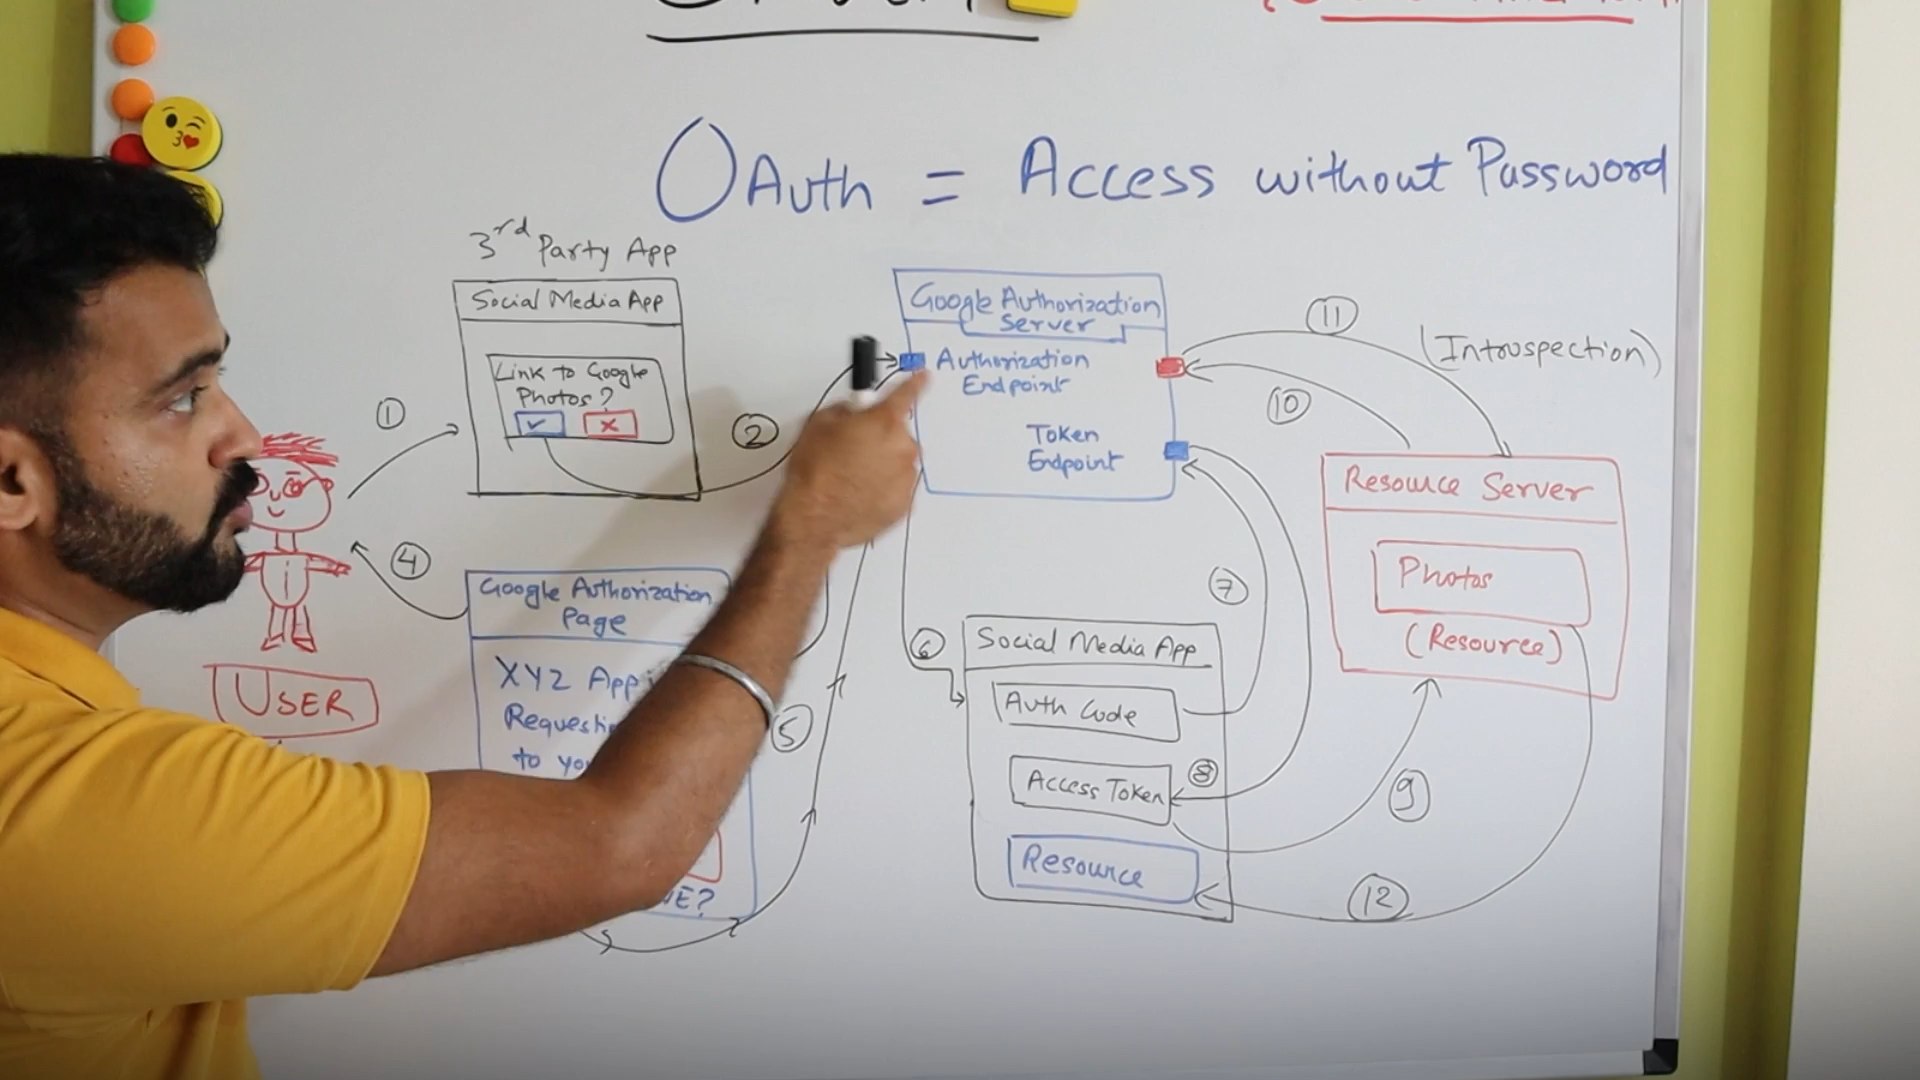 OAuth = Access without Password
3rd Party App
Social Media App
Link to Google
Photos?
1
2
Google Authorization
Server
Authorization
Endpoint
Token
Endpoint
11
(Introspection)
10
Resource Server
Photos
(Resource)
4
USER
Google Authorization
Page
XYZ App
to
5
6
7
Social Media App
Auth Code
Access Token
8
Resource
9
12